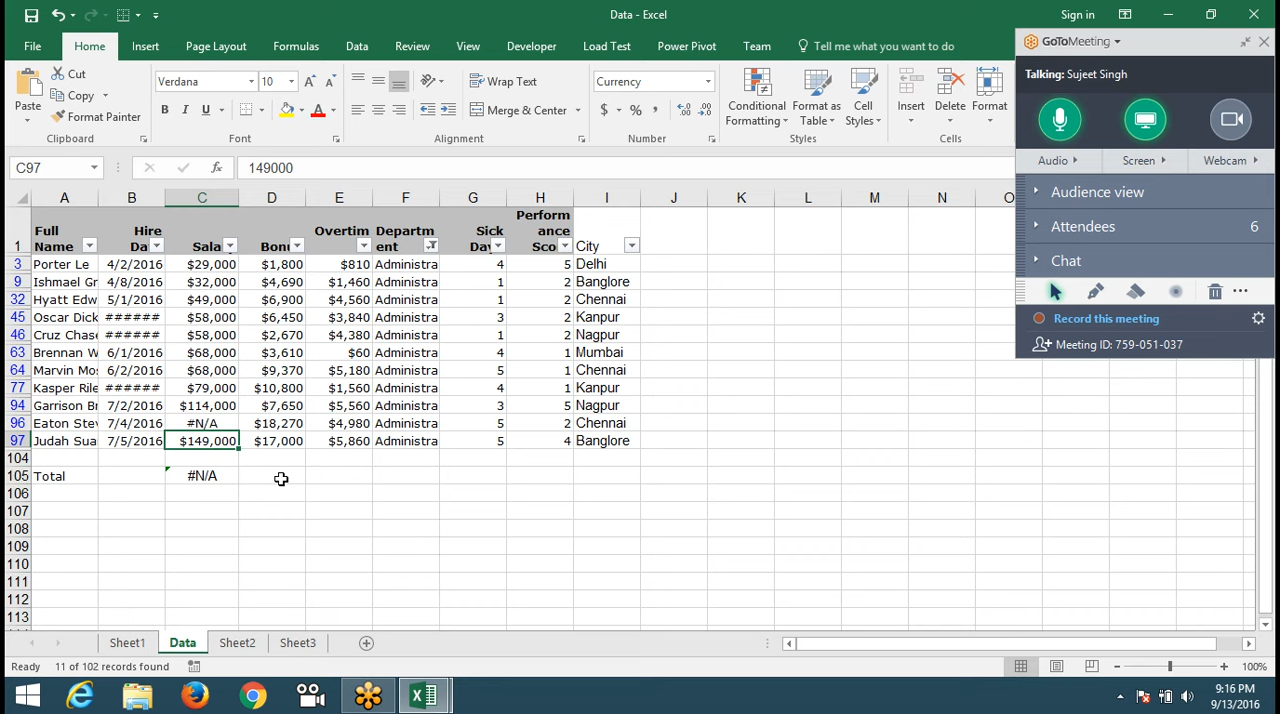 Data - Excel
Sign in
File Home Insert Page Layout Formulas Data Review View Developer Load Test Power Pivot Team Tell me what you want to do
Paste
Cut
Copy
Format Painter
Clipboard
Verdana 10
B I U
Font
Wrap Text
Merge & Center
Alignment
Currency
$ % ,
Number
Conditional Formatting
Format as Table
Cell Styles
Styles
Insert Delete Format
Cells
GoToMeeting
Talking: Sujeet Singh
Audio Screen Webcam
Audience view
Attendees 6
Chat
Record this meeting
Meeting ID: 759-051-037
C97 fx 149000
A B C D E F G H I J K L M N O
Perform
Full Hire Overtim Departm Sick ance
1 Name Da Sala Bonu ent Day Sco City
3 Porter Le 4/2/2016 $29,000 $1,800 $810 Administra 4 5 Delhi
9 Ishmael Gr 4/8/2016 $32,000 $4,690 $1,460 Administra 1 2 Banglore
32 Hyatt Edw 5/1/2016 $49,000 $6,900 $4,560 Administra 1 2 Chennai
45 Oscar Dick ###### $58,000 $6,450 $3,840 Administra 3 2 Kanpur
46 Cruz Chase ###### $58,000 $2,670 $4,380 Administra 1 2 Nagpur
63 Brennan W 6/1/2016 $68,000 $3,610 $60 Administra 4 1 Mumbai
64 Marvin Mos 6/2/2016 $68,000 $9,370 $5,180 Administra 5 1 Chennai
77 Kasper Rile ###### $79,000 $10,800 $1,560 Administra 4 1 Kanpur
94 Garrison Br 7/2/2016 $114,000 $7,650 $5,560 Administra 3 5 Nagpur
96 Eaton Stev 7/4/2016 #N/A $18,270 $4,980 Administra 5 2 Chennai
97 Judah Sua 7/5/2016 $149,000 $17,000 $5,860 Administra 5 4 Banglore
104
105 Total #N/A
106
107
108
109
110
111
112
113
Sheet1 Data Sheet2 Sheet3
Ready 11 of 102 records found 100%
9:16 PM
9/13/2016